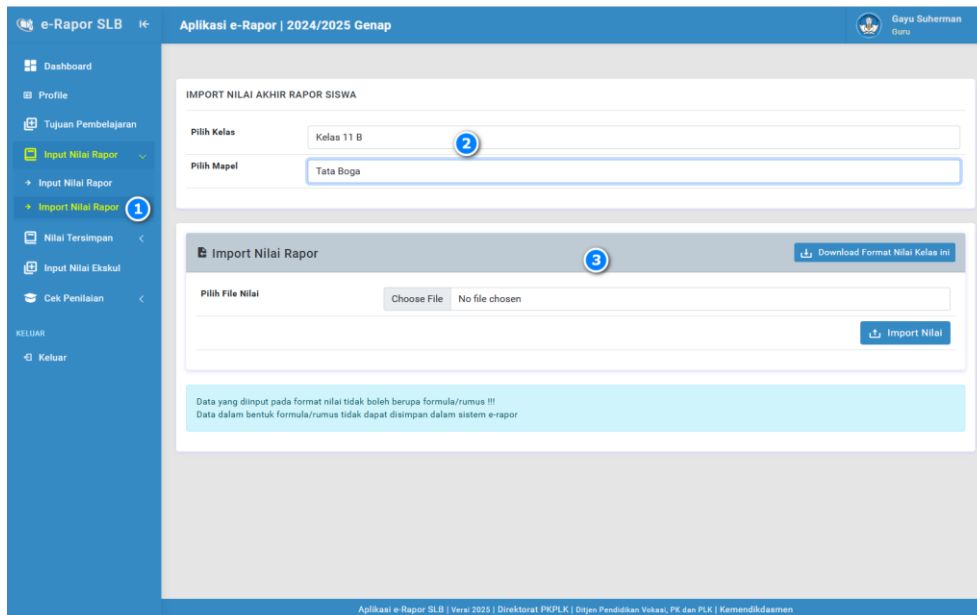 e-Rapor SLB
Aplikasi e-Rapor | 2024/2025 Genap
Gayu Suherman
Guru
Dashboard
Profile
Tujuan Pembelajaran
Input Nilai Rapor
Input Nilai Rapor
Import Nilai Rapor
1
Nilai Tersimpan
Input Nilai Ekskul
Cek Penilaian
KELUAR
Keluar
IMPORT NILAI AKHIR RAPOR SISWA
Pilih Kelas
Kelas 11 B
2
Pilih Mapel
Tata Boga
Import Nilai Rapor
3
Download Format Nilai Kelas ini
Pilih File Nilai
Choose File No file chosen
Import Nilai
Data yang diinput pada format nilai tidak boleh berupa formula/rumus !!!
Data dalam bentuk formula/rumus tidak dapat disimpan dalam sistem e-rapor
Aplikasi e-Rapor SLB | Versi 2025 | Direktorat PKPLK | Ditjen Pendidikan Vokasi, PK dan PLK | Kemendikdasmen